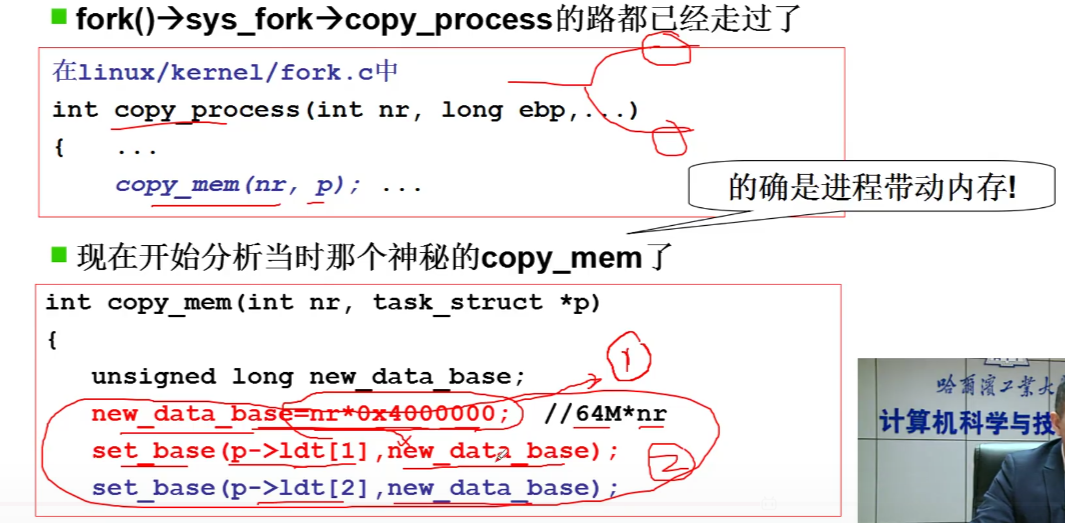 fork()→sys_fork→copy_process的路都已经走过了
在linux/kernel/fork.c中
int copy_process(int nr, long ebp,...)
{ ...
copy_mem(nr, p); ...
的确是进程带动内存!
现在开始分析当时那个神秘的copy_mem了
int copy_mem(int nr, task_struct *p)
{
unsigned long new_data_base;
1
new_data_base=nr*0x4000000; //64M*nr
set_base(p->ldt[1],new_data_base);
2
set_base(p->ldt[2],new_data_base);
哈爾濱工業大
计算机科学与技